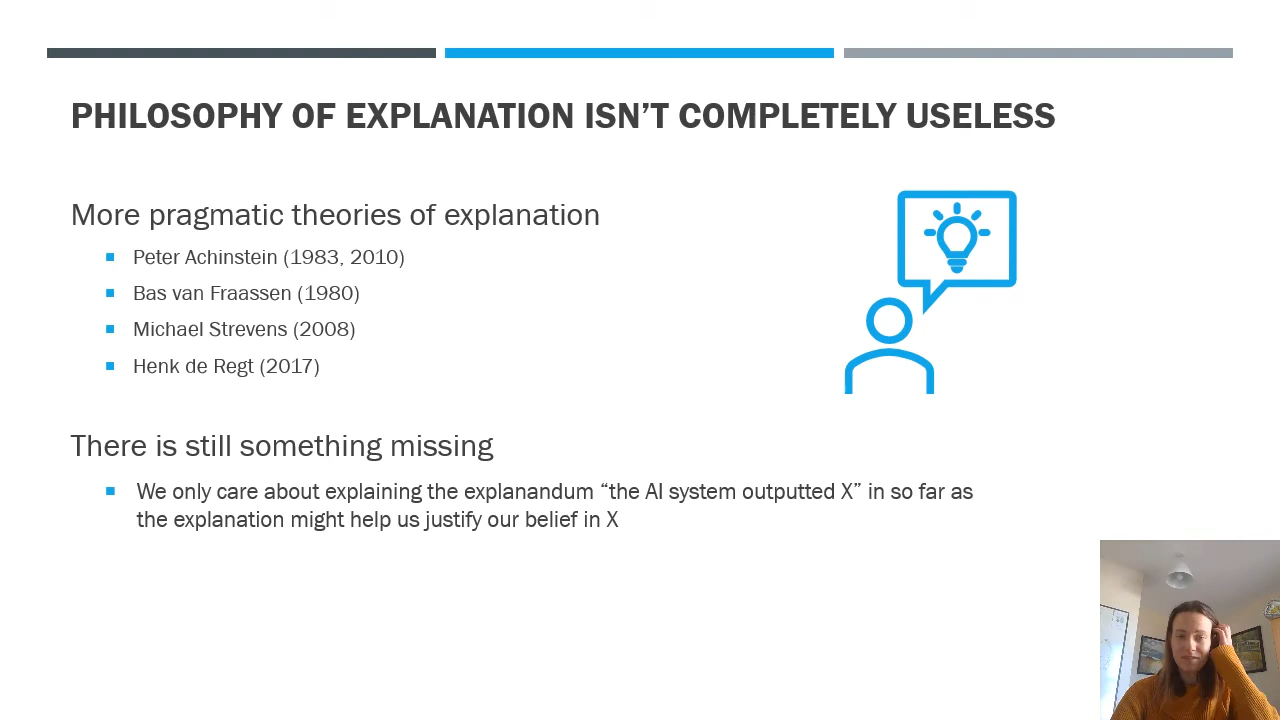 PHILOSOPHY OF EXPLANATION ISN’T COMPLETELY USELESS
More pragmatic theories of explanation
Peter Achinstein (1983, 2010)
Bas van Fraassen (1980)
Michael Strevens (2008)
Henk de Regt (2017)
There is still something missing
We only care about explaining the explanandum “the AI system outputted X” in so far as
the explanation might help us justify our belief in X